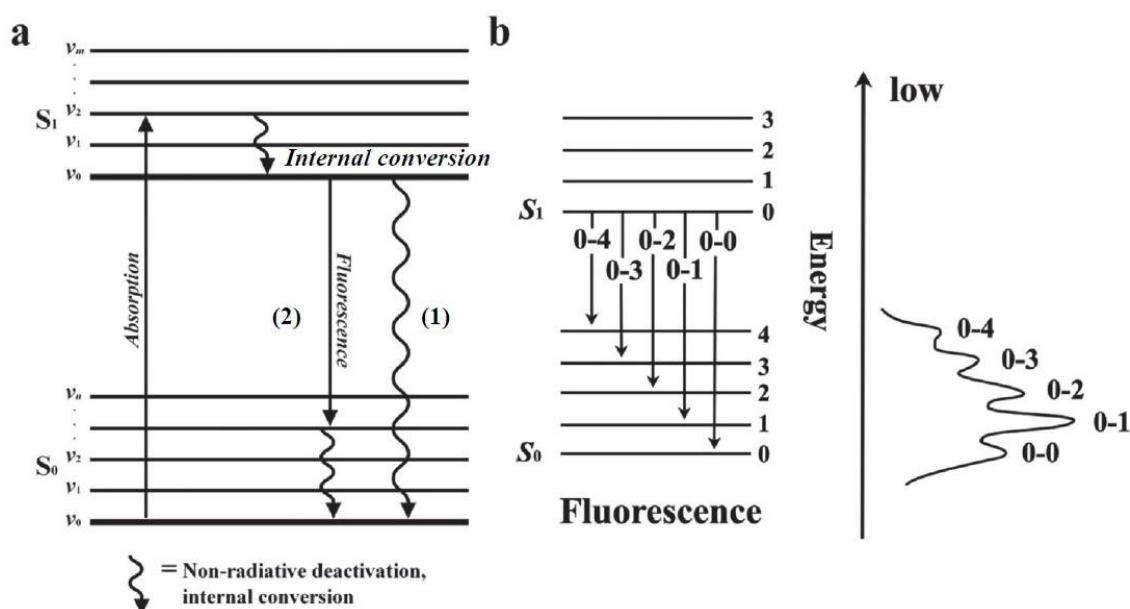 a
vm
.
.
v2
S1
v1
Internal conversion
v0
Absorption
(2)
Fluorescence
(1)
vn
.
.
S0
v2
v1
v0
= Non-radiative deactivation,
internal conversion
b
low
3
2
1
S1
0
0-4
0-2
0-0
0-3
0-1
4
3
2
1
S0
0
Fluorescence
Energy
0-4
0-3
0-2
0-1
0-0